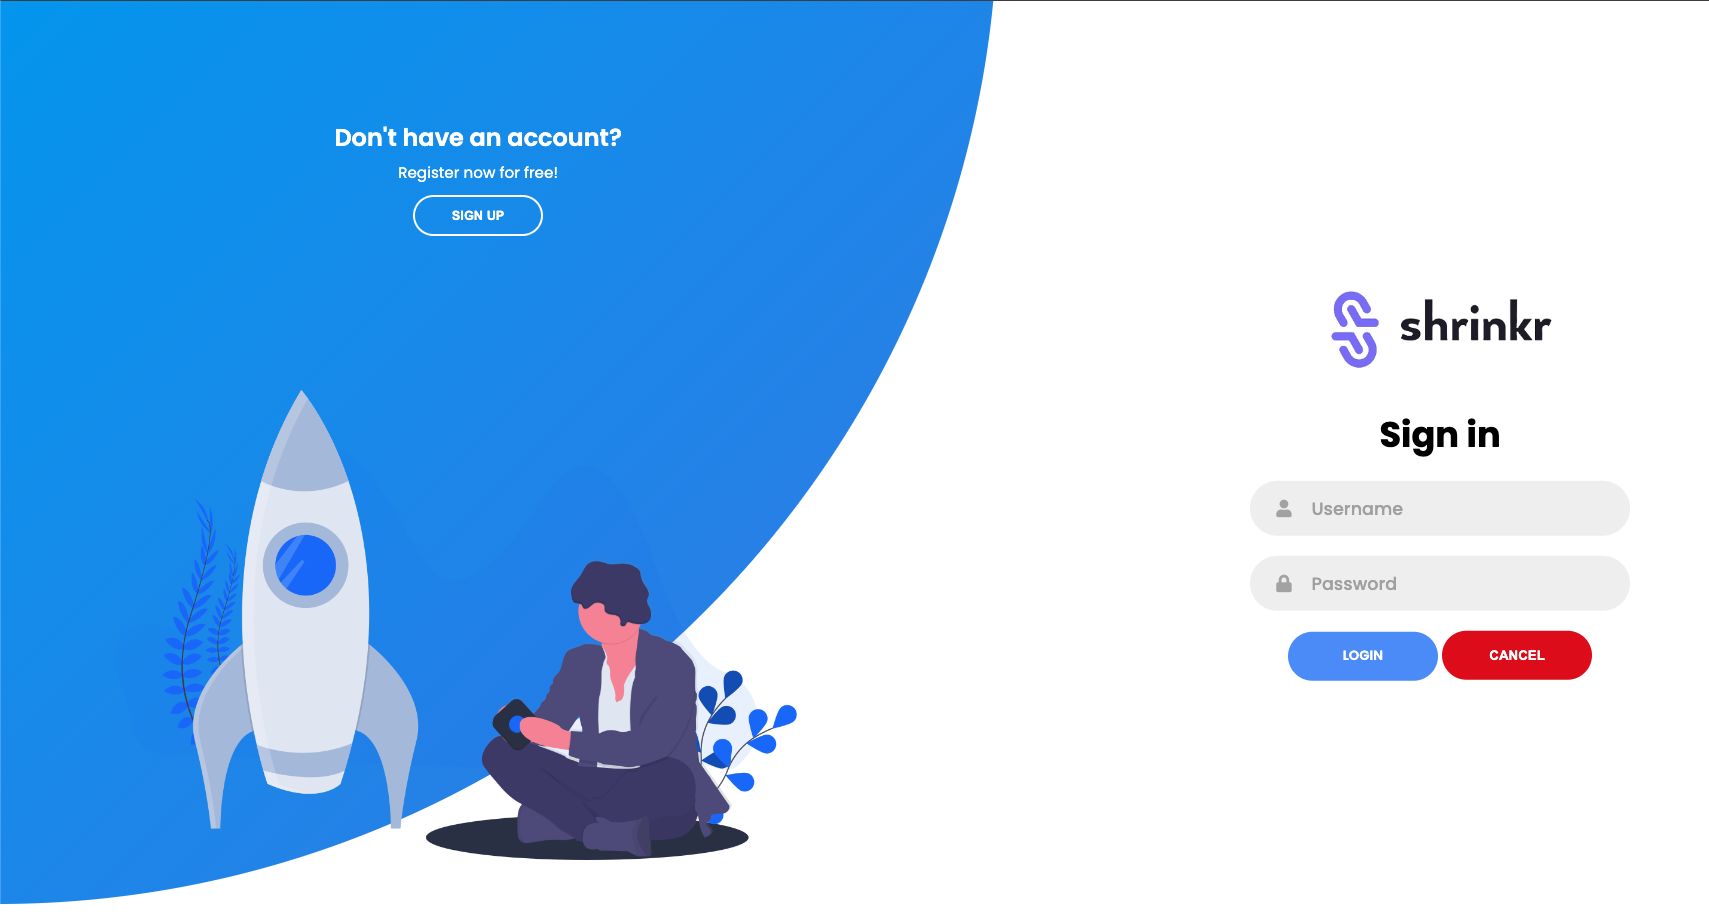 Don't have an account?
Register now for free!
SIGN UP
shrinkr
Sign in
Username
Password
LOGIN
CANCEL